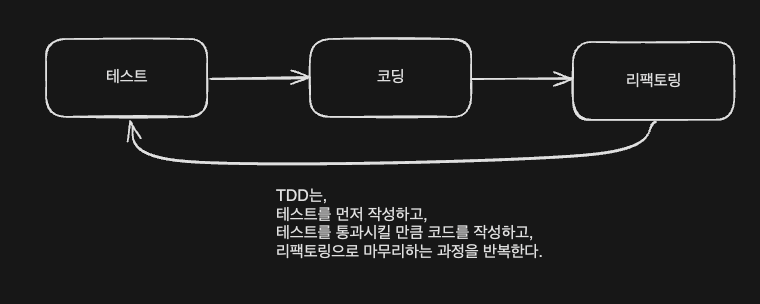 테스트
코딩
리팩토링
TDD는,
테스트를 먼저 작성하고,
테스트를 통과시킬 만큼 코드를 작성하고,
리팩토링으로 마무리하는 과정을 반복한다.